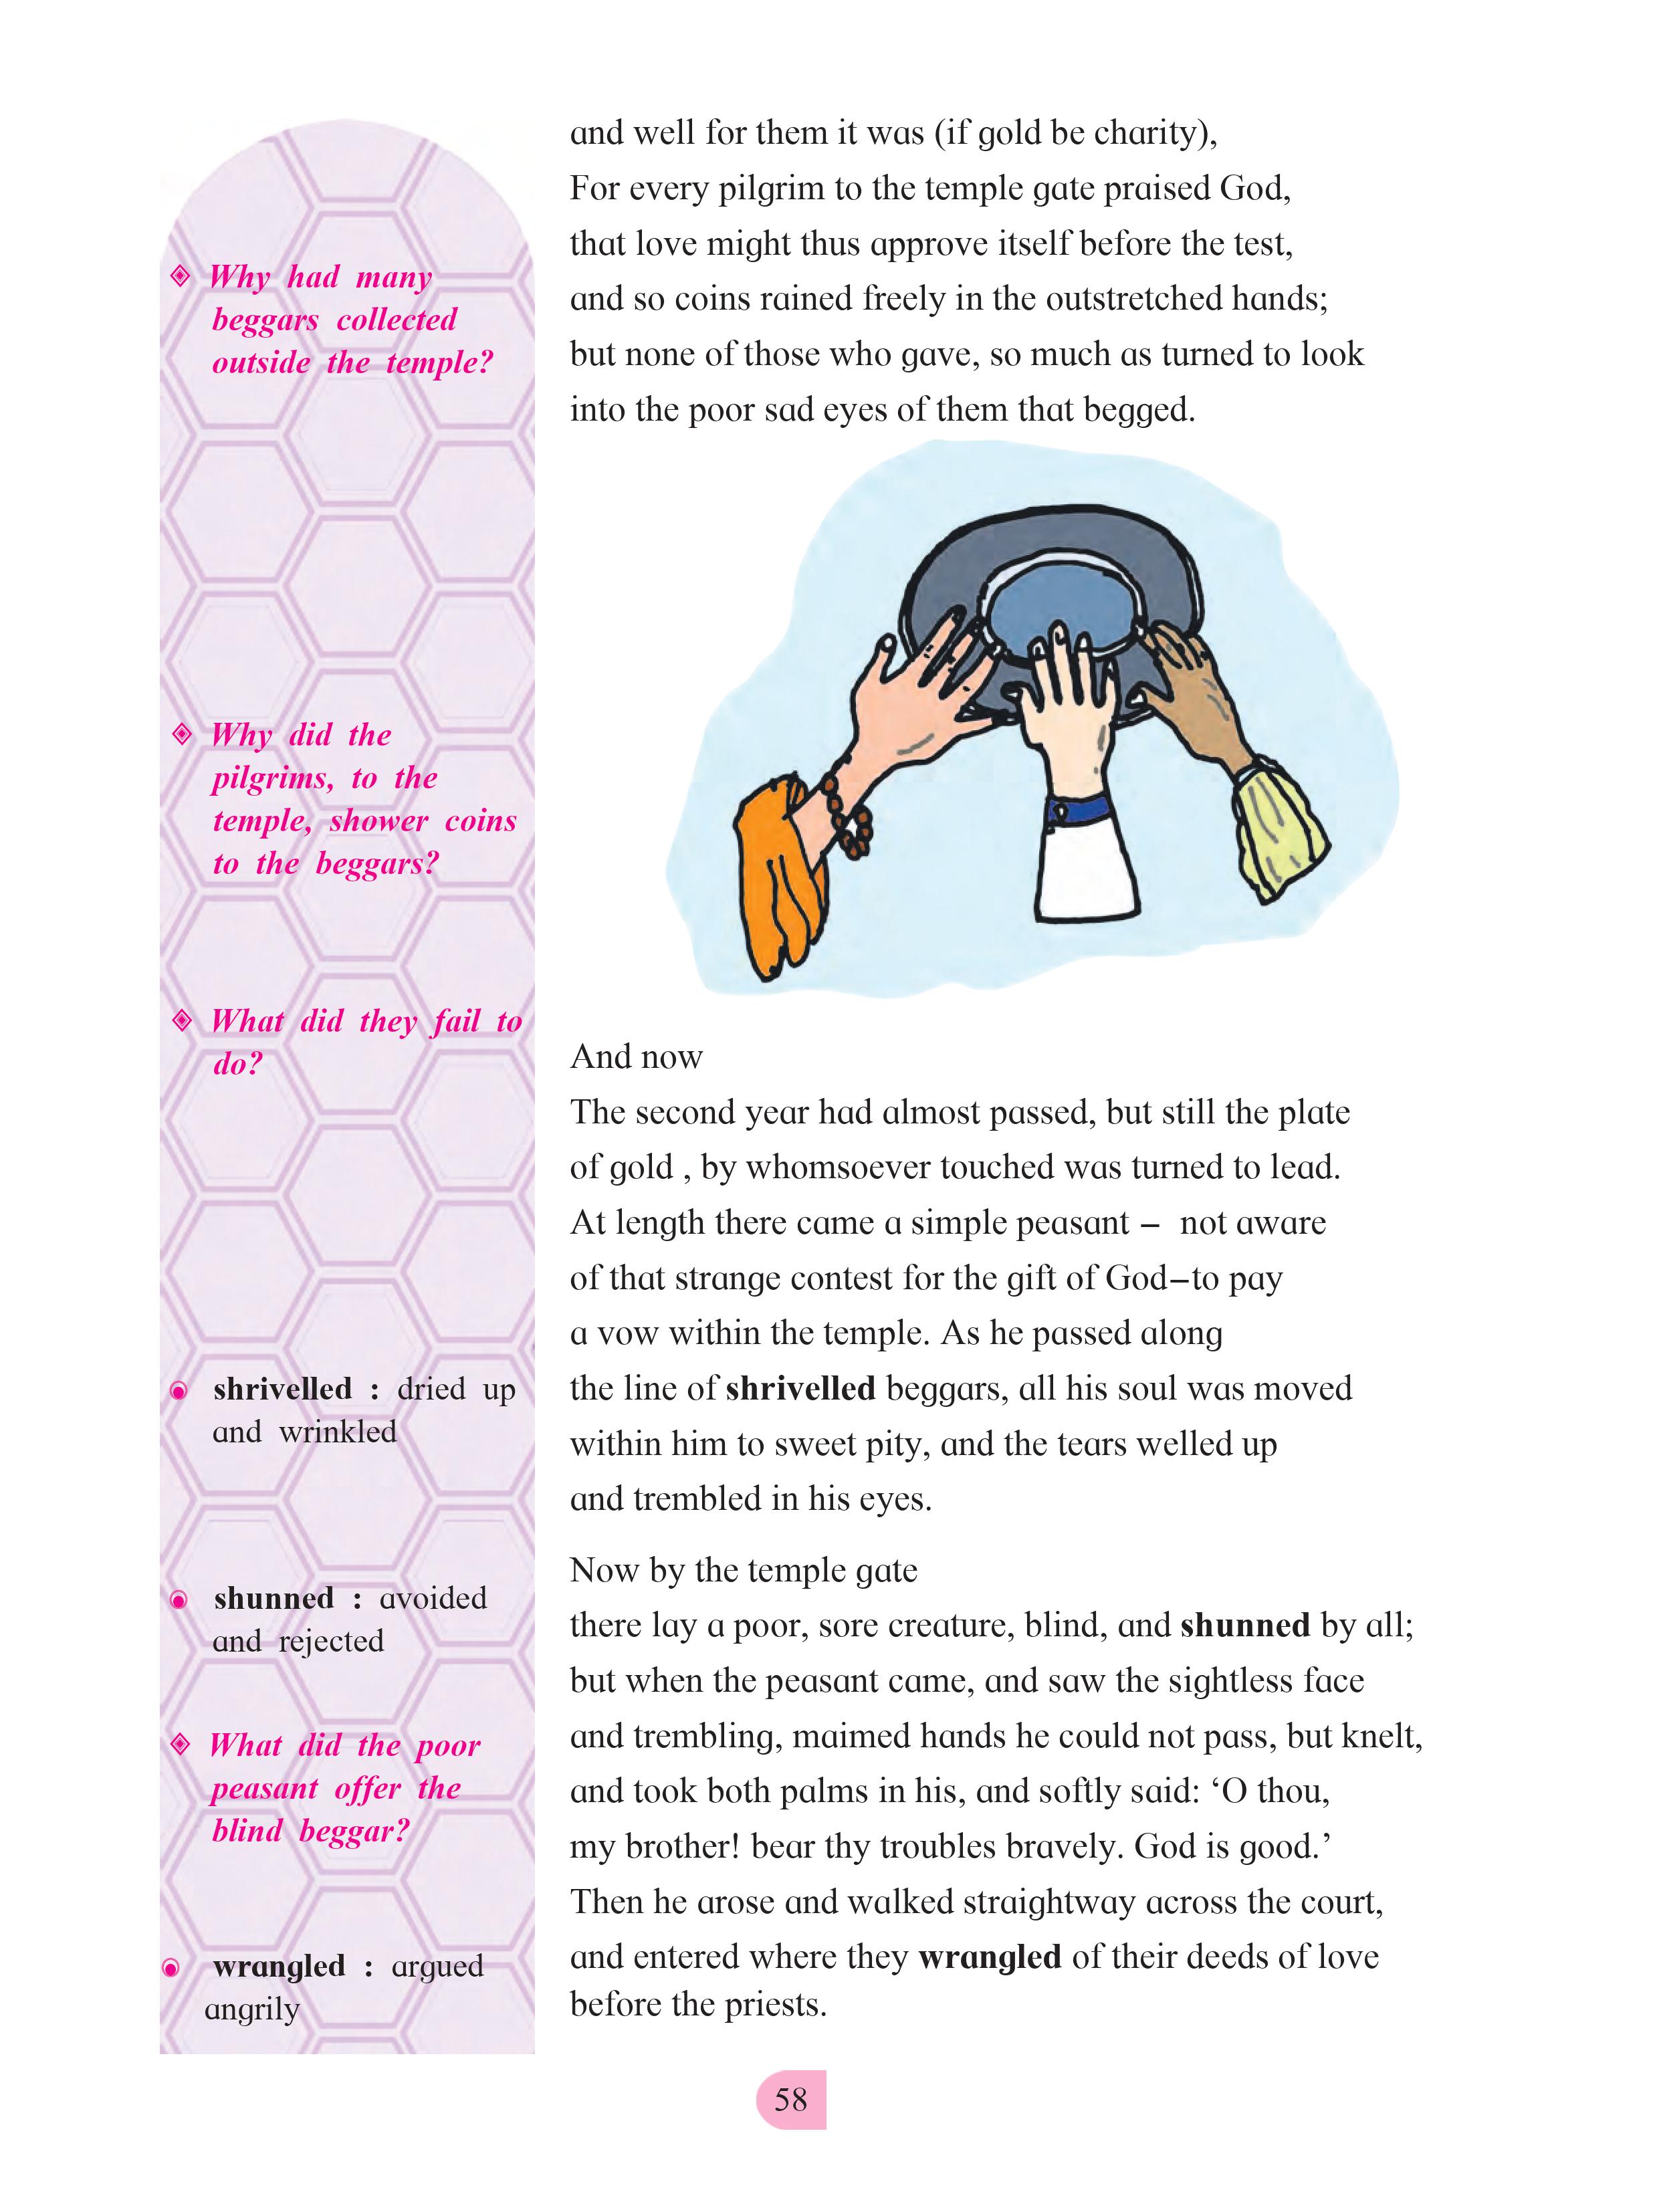 and well for them it was (if gold be charity),
For every pilgrim to the temple gate praised God,
that love might thus approve itself before the test,
and so coins rained freely in the outstretched hands;
but none of those who gave, so much as turned to look
into the poor sad eyes of them that begged.
Why had many
beggars collected
outside the temple?
Why did the
pilgrims, to the
temple, shower coins
to the beggars?
What did they fail to
do?
And now
The second year had almost passed, but still the plate
of gold , by whomsoever touched was turned to lead.
At length there came a simple peasant – not aware
of that strange contest for the gift of God–to pay
a vow within the temple. As he passed along
the line of shrivelled beggars, all his soul was moved
within him to sweet pity, and the tears welled up
and trembled in his eyes.
shrivelled : dried up
and wrinkled
Now by the temple gate
there lay a poor, sore creature, blind, and shunned by all;
but when the peasant came, and saw the sightless face
and trembling, maimed hands he could not pass, but knelt,
and took both palms in his, and softly said: ‘O thou,
my brother! bear thy troubles bravely. God is good.’
Then he arose and walked straightway across the court,
and entered where they wrangled of their deeds of love
before the priests.
shunned : avoided
and rejected
What did the poor
peasant offer the
blind beggar?
wrangled : argued
angrily
58